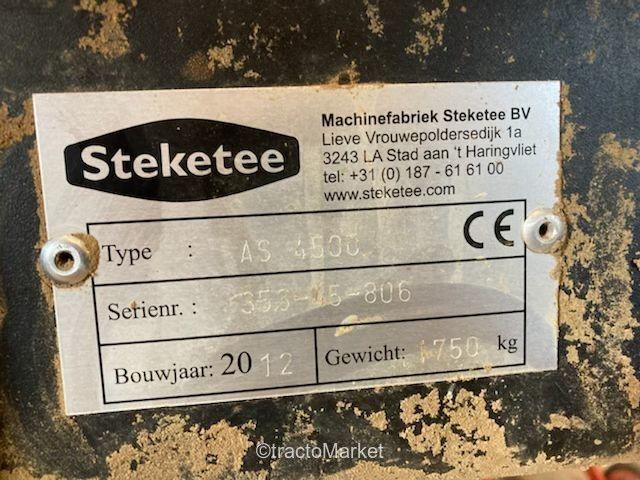 Steketee
Machinefabriek Steketee BV
Lieve Vrouwepoldersedijk 1a
3243 LA Stad aan 't Haringvliet
tel: +31 (0) 187 - 61 61 00
www.steketee.com
Type : AS 4500 CE
Serienr. :
Bouwjaar: 2012 Gewicht: 1750 kg
©tractoMarket